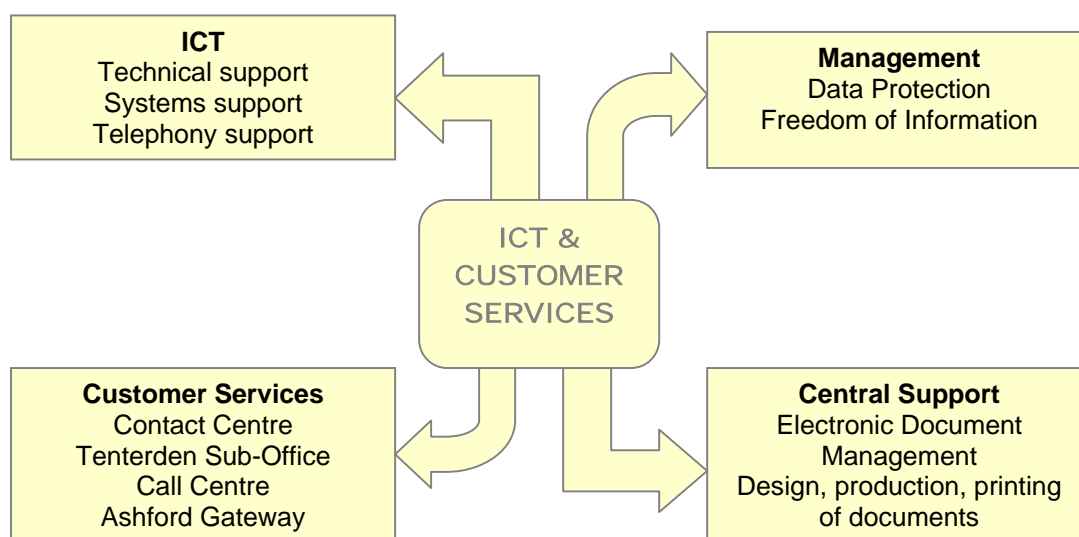 ICT
Technical support
Systems support
Telephony support
Management
Data Protection
Freedom of Information
ICT &
CUSTOMER
SERVICES
Customer Services
Contact Centre
Tenterden Sub-Office
Call Centre
Ashford Gateway
Central Support
Electronic Document
Management
Design, production, printing
of documents